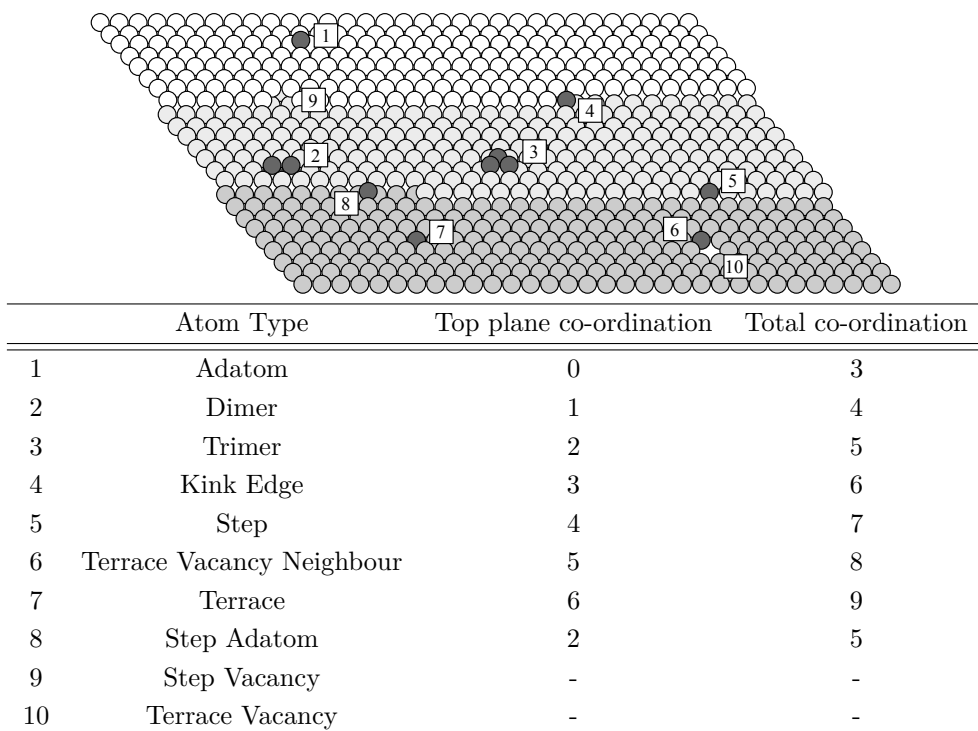 1
9
4
2
3
5
8
7
6
10
Atom Type Top plane co-ordination Total co-ordination
1 Adatom 0 3
2 Dimer 1 4
3 Trimer 2 5
4 Kink Edge 3 6
5 Step 4 7
6 Terrace Vacancy Neighbour 5 8
7 Terrace 6 9
8 Step Adatom 2 5
9 Step Vacancy - -
10 Terrace Vacancy - -